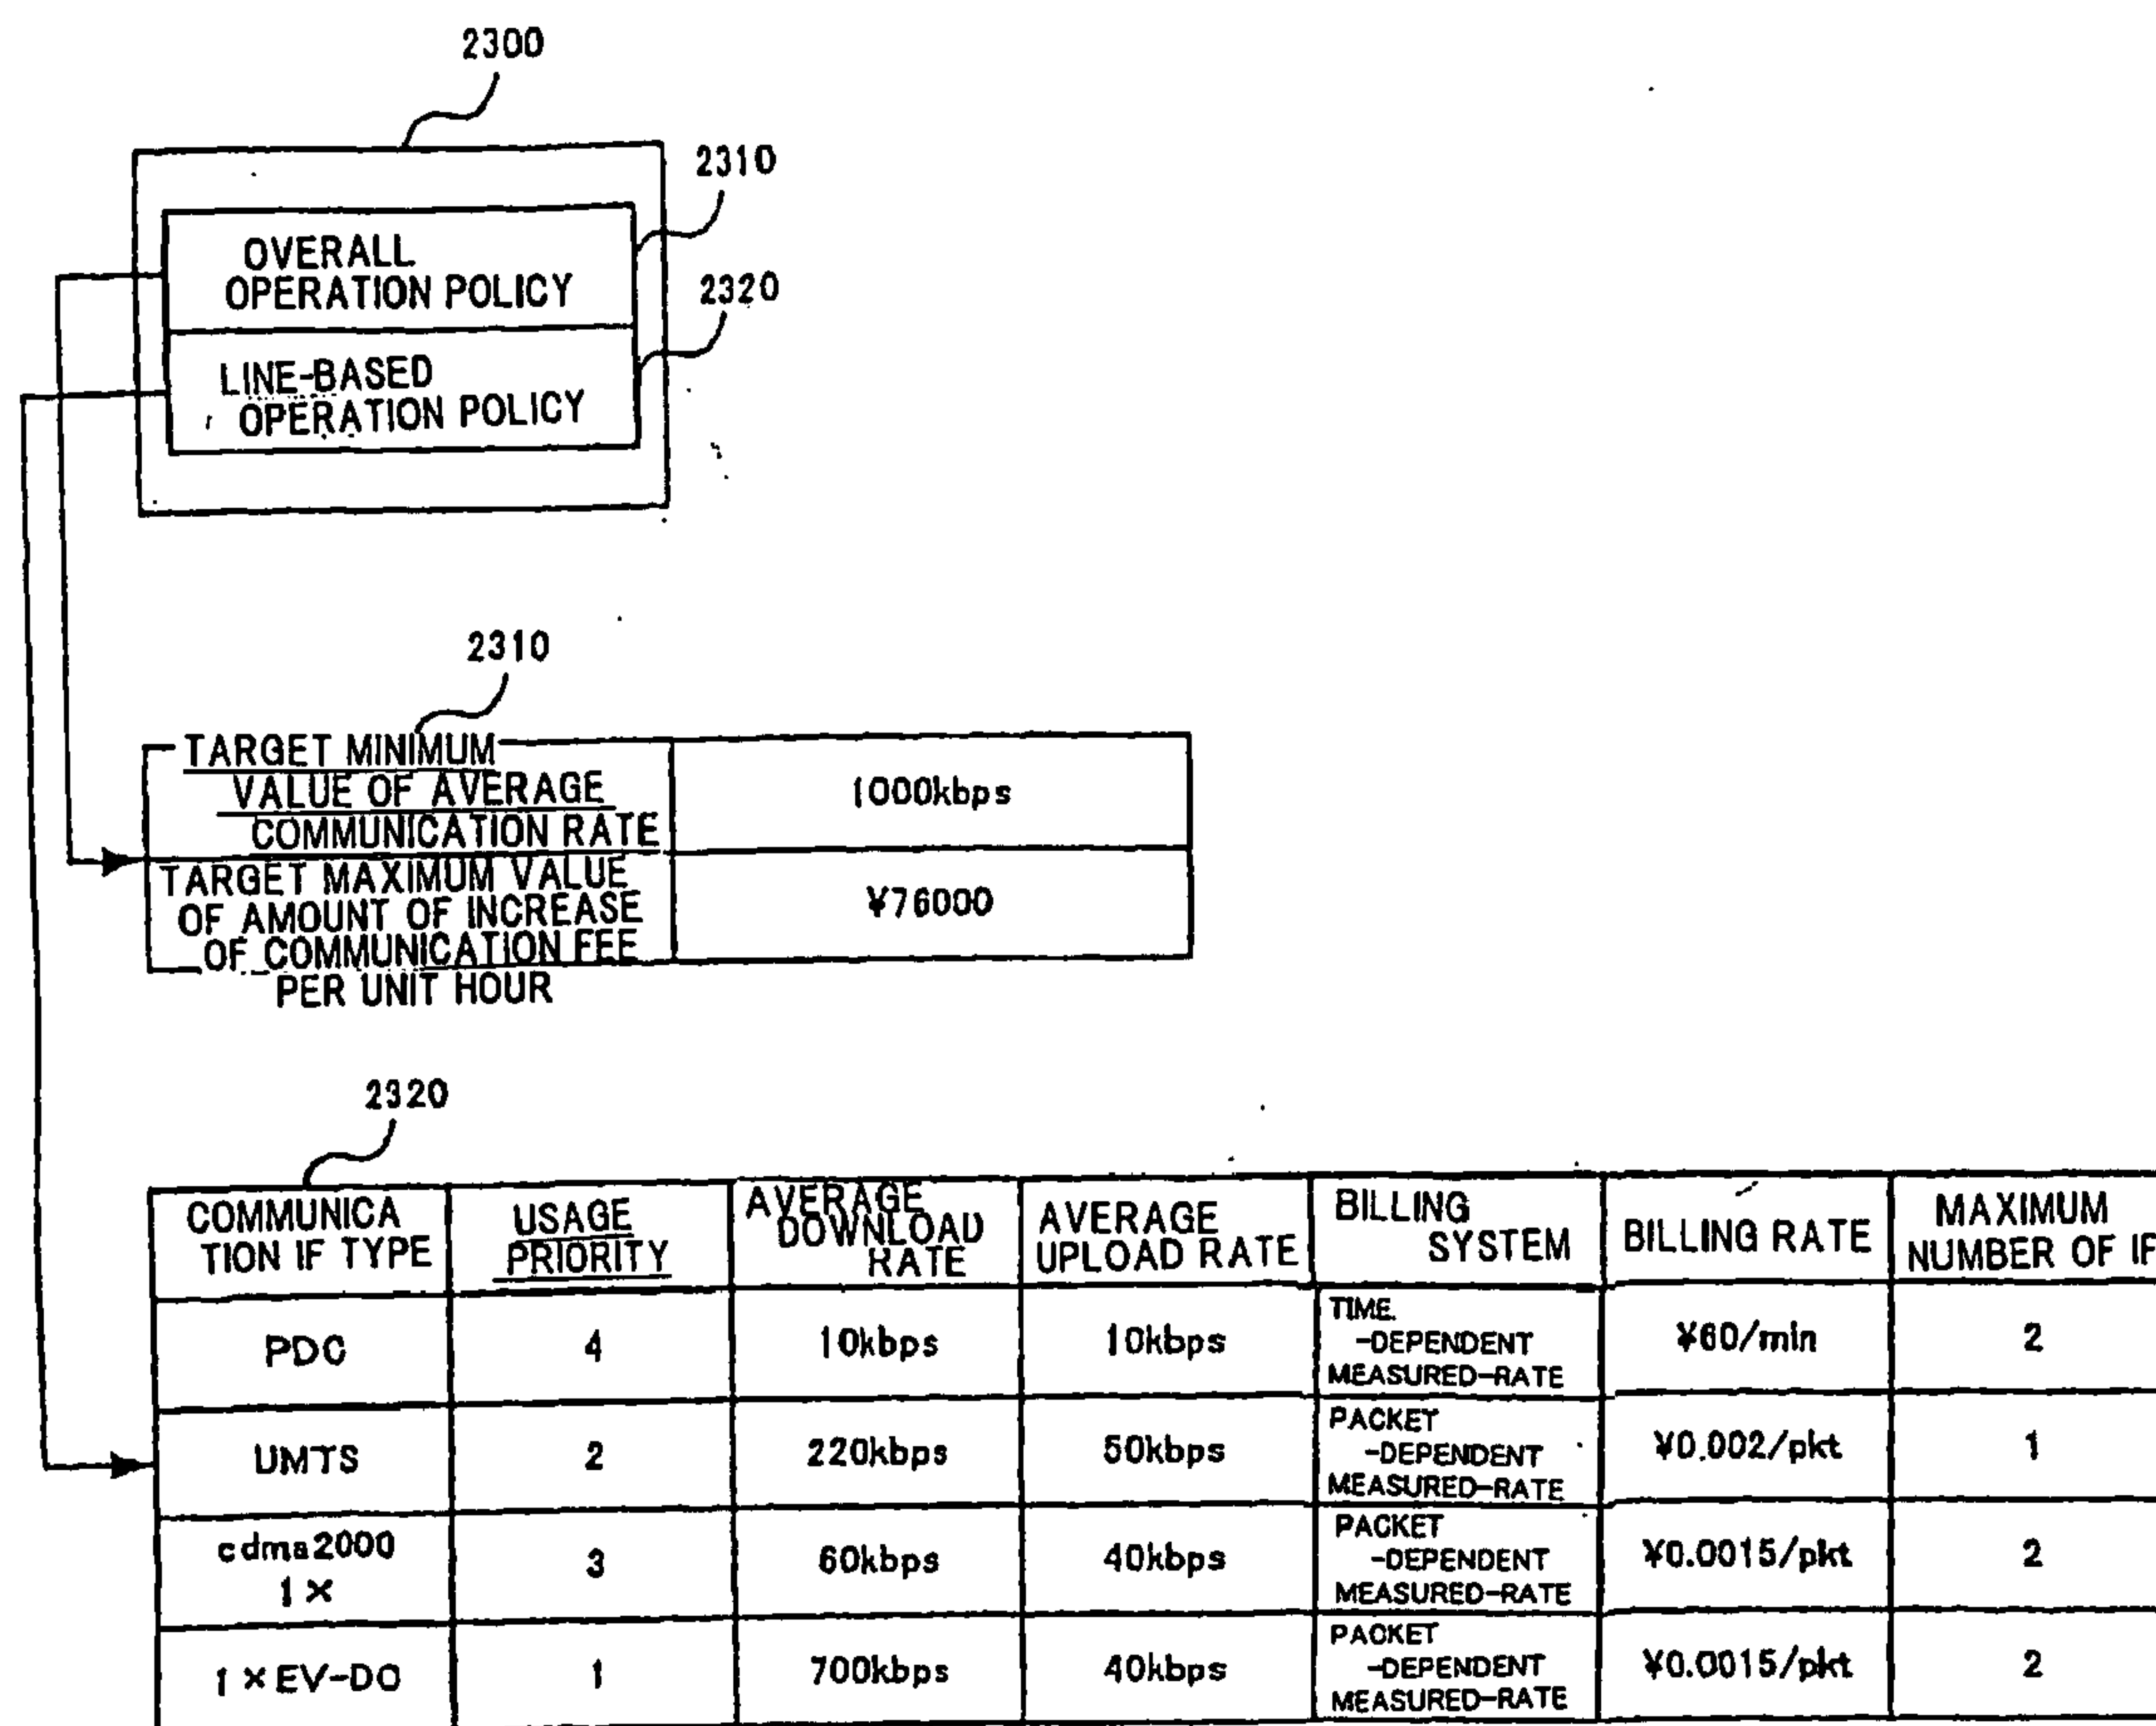 2300
2310
OVERALL
OPERATION POLICY
2320
LINE-BASED
OPERATION POLICY
2310
TARGET MINIMUM
VALUE OF AVERAGE
COMMUNICATION RATE
1000kbps
TARGET MAXIMUM VALUE
OF AMOUNT OF INCREASE
OF COMMUNICATION FEE
PER UNIT HOUR
¥76000
2320
COMMUNICA
TION IF TYPE
USAGE
PRIORITY
AVERAGE
DOWNLOAD
RATE
AVERAGE
UPLOAD RATE
BILLING
SYSTEM
BILLING RATE
MAXIMUM
NUMBER OF IF
PDC
4
10kbps
10kbps
TIME
-DEPENDENT
MEASURED-RATE
¥60/min
2
UMTS
2
220kbps
50kbps
PACKET
-DEPENDENT
MEASURED-RATE
¥0.002/pkt
1
cdma2000
1×
3
60kbps
40kbps
PACKET
-DEPENDENT
MEASURED-RATE
¥0.0015/pkt
2
1×EV-DO
1
700kbps
40kbps
PACKET
-DEPENDENT
MEASURED-RATE
¥0.0015/pkt
2